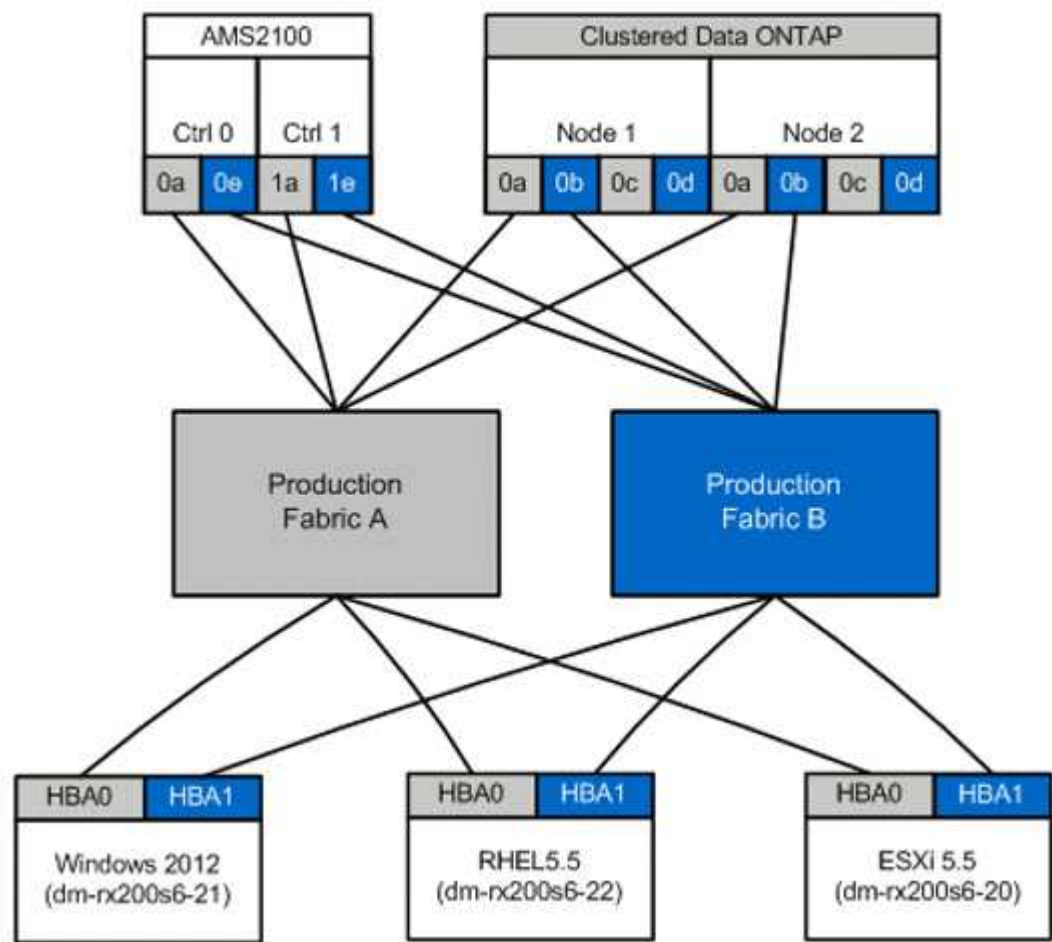 AMS2100
Clustered Data ONTAP
Ctrl 0
Ctrl 1
Node 1
Node 2
0a
0e
1a
1e
0a
0b
0c
0d
0a
0b
0c
0d
Production
Fabric A
Production
Fabric B
HBA0
HBA1
HBA0
HBA1
HBA0
HBA1
Windows 2012
(dm-rx200s6-21)
RHEL5.5
(dm-rx200s6-22)
ESXi 5.5
(dm-rx200s6-20)